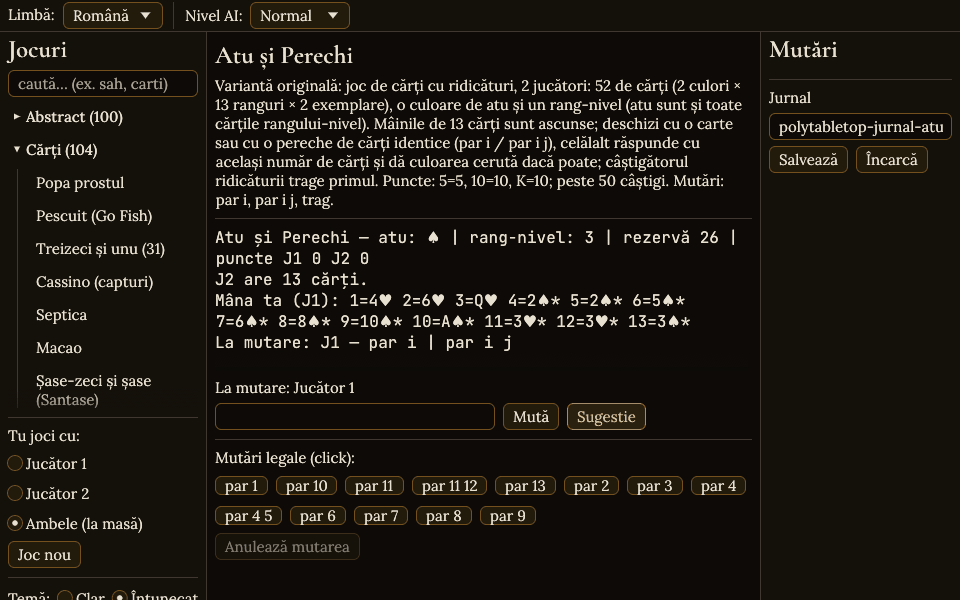 Limbă: Română ▼ Nivel AI: Normal ▼
Jocuri
caută... (ex. sah, carti)
▸ Abstract (100)
▾ Cărți (104)
Popa prostul
Pescuit (Go Fish)
Treizeci și unu (31)
Cassino (capturi)
Septica
Macao
Șase-zeci și șase
(Santase)
Tu joci cu:
Jucător 1
Jucător 2
Ambele (la masă)
Joc nou
Temă: Clar Întunecat
Atu și Perechi
Variantă originală: joc de cărți cu ridicături, 2 jucători: 52 de cărți (2 culori ×
13 ranguri × 2 exemplare), o culoare de atu și un rang-nivel (atu sunt și toate
cărțile rangului-nivel). Mâinile de 13 cărți sunt ascunse; deschizi cu o carte
sau cu o pereche de cărți identice (par i / par i j), celălalt răspunde cu
același număr de cărți și dă culoarea cerută dacă poate; câștigătorul
ridicăturii trage primul. Puncte: 5=5, 10=10, K=10; peste 50 câștigi. Mutări:
par i, par i j, trag.
Atu și Perechi — atu: ♠ | rang-nivel: 3 | rezervă 26 |
puncte J1 0 J2 0
J2 are 13 cărți.
Mâna ta (J1): 1=4♥ 2=6♥ 3=Q♥ 4=2♠* 5=2♠* 6=5♠*
7=6♠* 8=8♠* 9=10♠* 10=A♠* 11=3♥* 12=3♥* 13=3♠*
La mutare: J1 — par i | par i j
La mutare: Jucător 1
Mută Sugestie
Mutări legale (click):
par 1 par 10 par 11 par 11 12 par 13 par 2 par 3 par 4
par 4 5 par 6 par 7 par 8 par 9
Anulează mutarea
Mutări
Jurnal
polytabletop-jurnal-atu
Salvează Încarcă